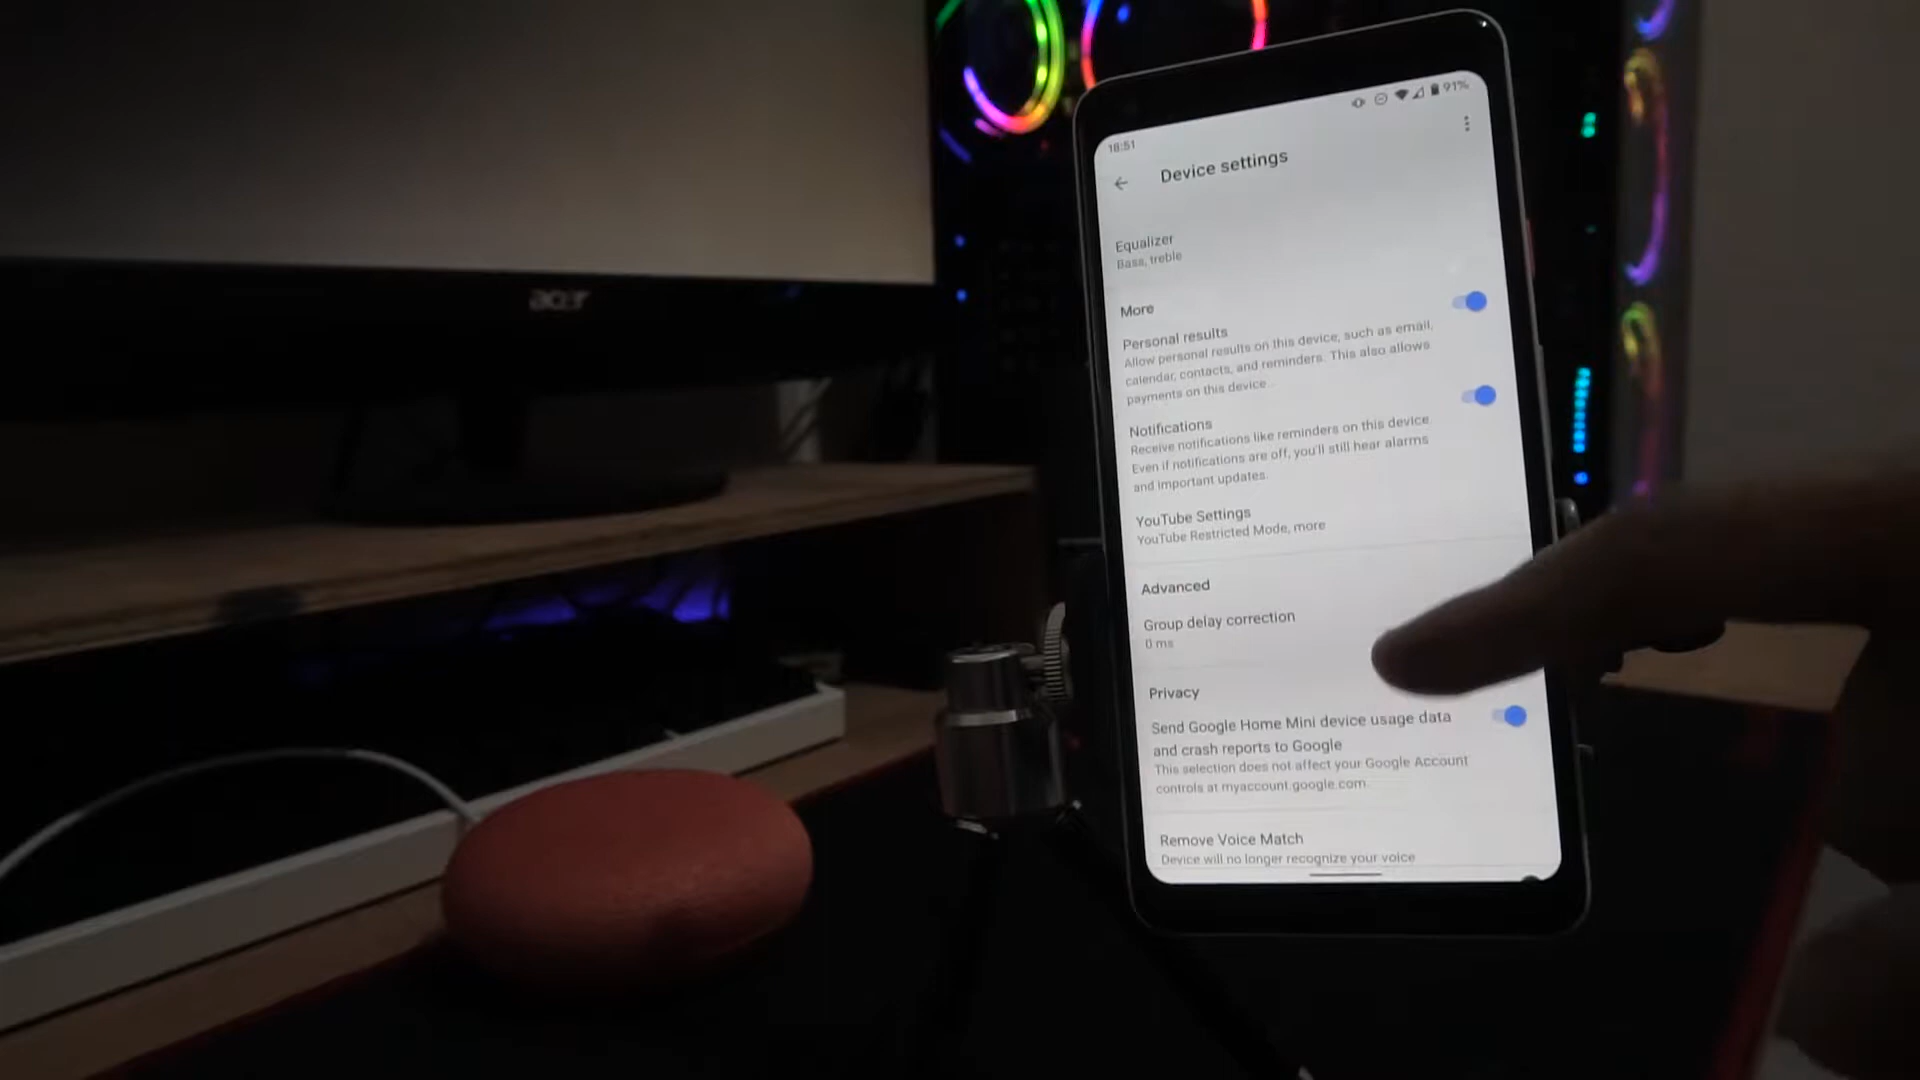 acer
18:51
91%
Device settings
Equalizer
Bass, treble
More
Personal results
Allow personal results on this device, such as email,
calendar, contacts, and reminders. This also allows
payments on this device.
Notifications
Receive notifications like reminders on this device
Even if notifications are off, you'll still hear alarms
and important updates.
YouTube Settings
YouTube Restricted Mode, more
Advanced
Group delay correction
0 ms
Privacy
Send Google Home Mini device usage data
and crash reports to Google
This selection does not affect your Google Account
controls at myaccount.google.com
Remove Voice Match
Device will no longer recognize your voice